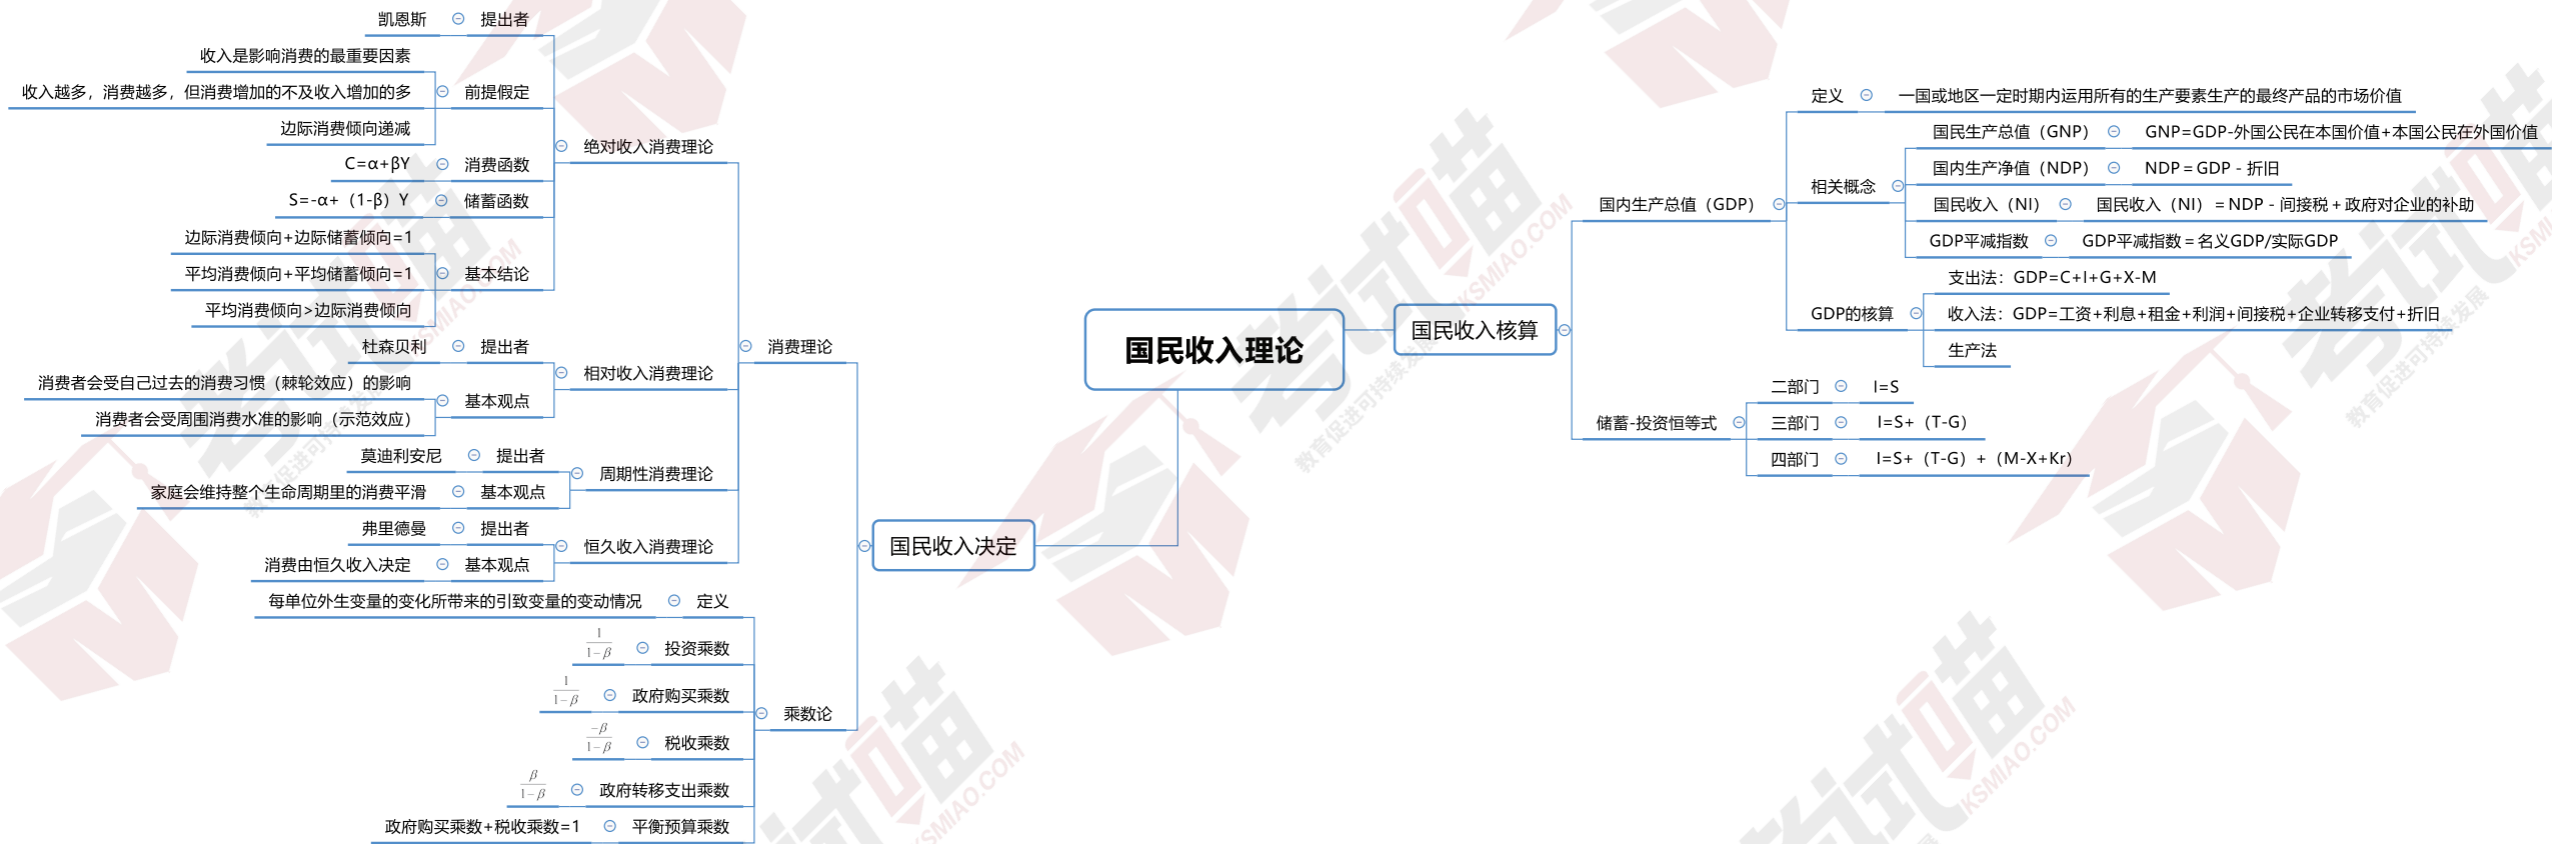 国民收入理论
国民收入核算
国内生产总值（GDP）
定义
一国或地区一定时期内运用所有的生产要素生产的最终产品的市场价值
相关概念
国民生产总值（GNP）
GNP=GDP-外国公民在本国价值+本国公民在外国价值
国内生产净值（NDP）
NDP = GDP - 折旧
国民收入（NI）
国民收入（NI）= NDP - 间接税 + 政府对企业的补助
GDP平减指数
GDP平减指数 = 名义GDP/实际GDP
GDP的核算
支出法：GDP=C+I+G+X-M
收入法：GDP=工资+利息+租金+利润+间接税+企业转移支付+折旧
生产法
储蓄-投资恒等式
二部门
I=S
三部门
I=S+（T-G）
四部门
I=S+（T-G）+（M-X+Kr）
国民收入决定
消费理论
绝对收入消费理论
提出者
凯恩斯
前提假定
收入是影响消费的最重要因素
收入越多，消费越多，但消费增加的不及收入增加的多
边际消费倾向递减
消费函数
C=α+βY
储蓄函数
S=-α+（1-β）Y
基本结论
边际消费倾向+边际储蓄倾向=1
平均消费倾向+平均储蓄倾向=1
平均消费倾向>边际消费倾向
相对收入消费理论
提出者
杜森贝利
基本观点
消费者会受自己过去的消费习惯（棘轮效应）的影响
消费者会受周围消费水准的影响（示范效应）
周期性消费理论
提出者
莫迪利安尼
基本观点
家庭会维持整个生命周期里的消费平滑
恒久收入消费理论
提出者
弗里德曼
基本观点
消费由恒久收入决定
乘数论
定义
每单位外生变量的变化所带来的引致变量的变动情况
投资乘数
1
1-β
政府购买乘数
1
1-β
税收乘数
-β
1-β
政府转移支出乘数
β
1-β
平衡预算乘数
政府购买乘数+税收乘数=1
考试喵
KSMIAO.COM
教育促进可持续发展